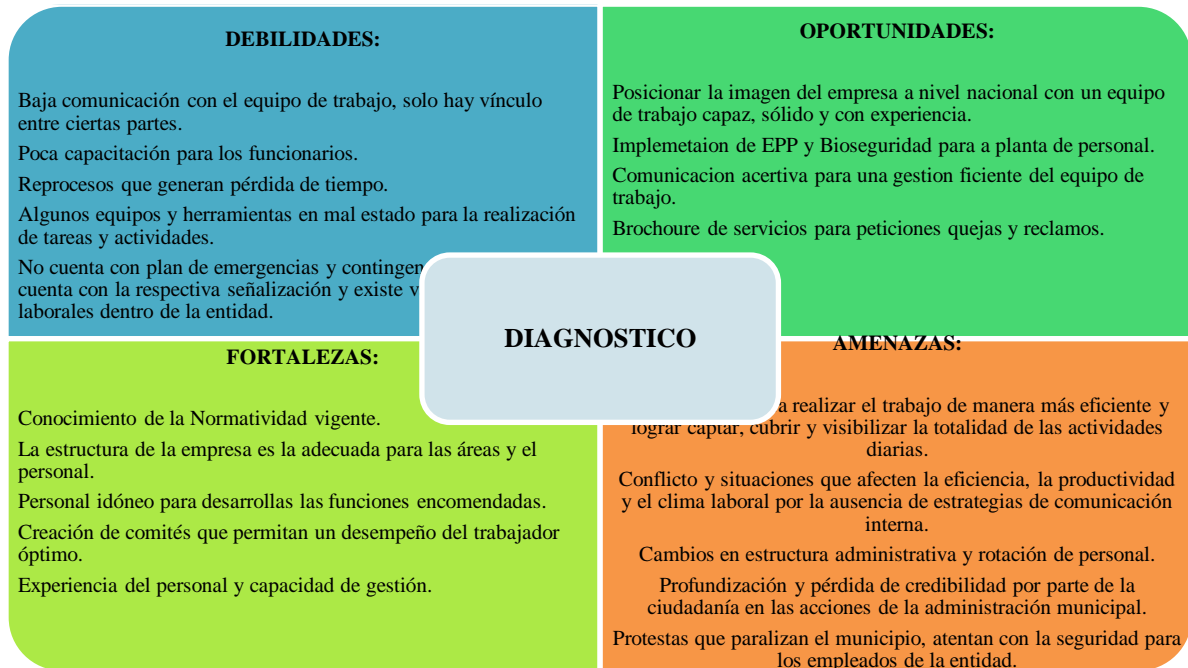 DEBILIDADES:
Baja comunicación con el equipo de trabajo, solo hay vínculo
entre ciertas partes.
Poca capacitación para los funcionarios.
Reprocesos que generan pérdida de tiempo.
Algunos equipos y herramientas en mal estado para la realización
de tareas y actividades.
No cuenta con plan de emergencias y
cuenta con la respectiva señalización y existe
laborales dentro de la entidad.
OPORTUNIDADES:
Posicionar la imagen del empresa a nivel nacional con un equipo
de trabajo capaz, sólido y con experiencia.
Implemetaion de EPP y Bioseguridad para a planta de personal.
Comunicacion acertiva para una gestion ficiente del equipo de
trabajo.
Brochoure de servicios para peticiones quejas y reclamos.
DIAGNOSTICO
FORTALEZAS:
Conocimiento de la Normatividad vigente.
La estructura de la empresa es la adecuada para las áreas y el
personal.
Personal idóneo para desarrollas las funciones encomendadas.
Creación de comités que permitan un desempeño del trabajador
óptimo.
Experiencia del personal y capacidad de gestión.
AMENAZAS:
a realizar el trabajo de manera más eficiente y
lograr captar, cubrir y visibilizar la totalidad de las actividades
diarias.
Conflicto y situaciones que afecten la eficiencia, la productividad
y el clima laboral por la ausencia de estrategias de comunicación
interna.
Cambios en estructura administrativa y rotación de personal.
Profundización y pérdida de credibilidad por parte de la
ciudadanía en las acciones de la administración municipal.
Protestas que paralizan el municipio, atentan con la seguridad para
los empleados de la entidad.